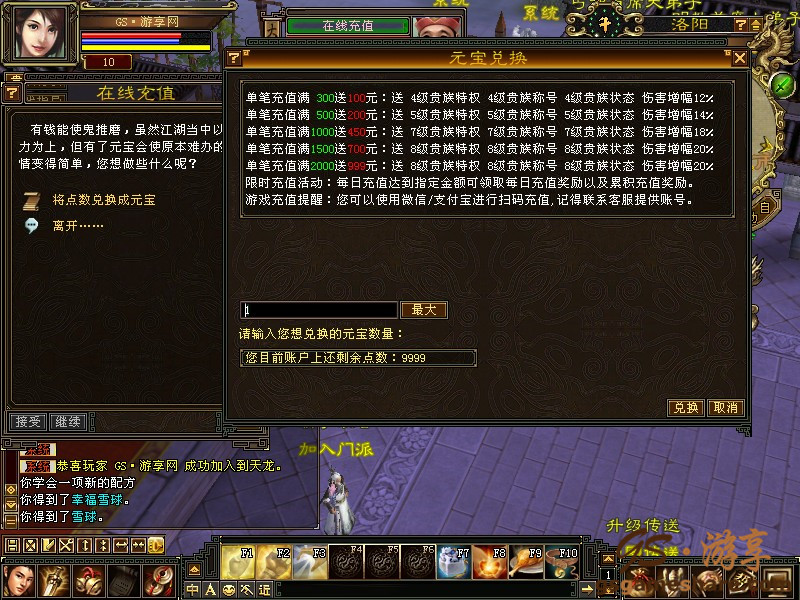 GS·游享网
10
在线充值
系统
洛阳
在线充值
有钱能使鬼推磨，虽然江湖当中以
力为上，但有了元宝会使原本难办的
情变得简单，您想做些什么呢？
将点数兑换成元宝
离开……
接受 继续
元宝兑换
单笔充值满 300送100元：送 4级贵族特权 4级贵族称号 4级贵族状态 伤害增幅12%
单笔充值满 500送200元：送 5级贵族特权 5级贵族称号 5级贵族状态 伤害增幅14%
单笔充值满1000送450元：送 7级贵族特权 7级贵族称号 7级贵族状态 伤害增幅18%
单笔充值满1500送700元：送 8级贵族特权 8级贵族称号 8级贵族状态 伤害增幅20%
单笔充值满2000送999元：送 8级贵族特权 8级贵族称号 8级贵族状态 伤害增幅20%
限时充值活动：每日充值达到指定金额可领取每日充值奖励以及累积充值奖励。
游戏充值提醒：您可以使用微信/支付宝进行扫码充值,记得联系客服提供账号。
1
最大
请输入您想兑换的元宝数量：
您目前账户上还剩余点数：9999
兑换 取消
加入门派
系统 恭喜玩家 GS·游享网 成功加入到天龙。
你学会一项新的配方
你得到了幸福雪球。
你得到了雪球。
升级传送
F1 F2 F3 F4 F5 F6 F7 F8 F9 F10
中 A 近
1
GS·游享